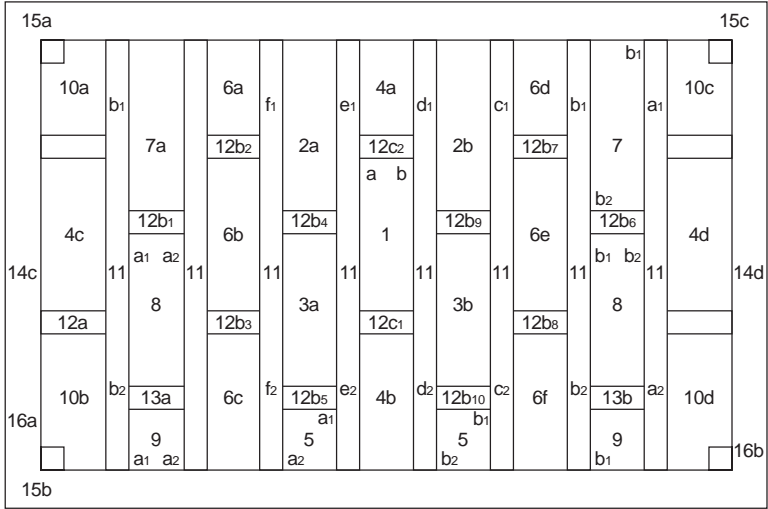 15a 15c
b1
10a 6a 4a 6d 10c
b1 f1 e1 d1 c1 b1 a1
7a 12b2 2a 12c2 2b 12b7 7
a b
b2
12b1 12b4 12b9 12b6
4c 6b 1 6e 4d
a1 a2 b1 b2
14c 11 11 11 11 11 11 11 11 14d
8 3a 3b 8
12a 12b3 12c1 12b8
b2 f2 e2 d2 c2 b2 a2
10b 13a 6c 12b5 4b 12b10 6f 13b 10d
16a a1 b1
9 5 5 9
a1 a2 a2 b2 b1 16b
15b